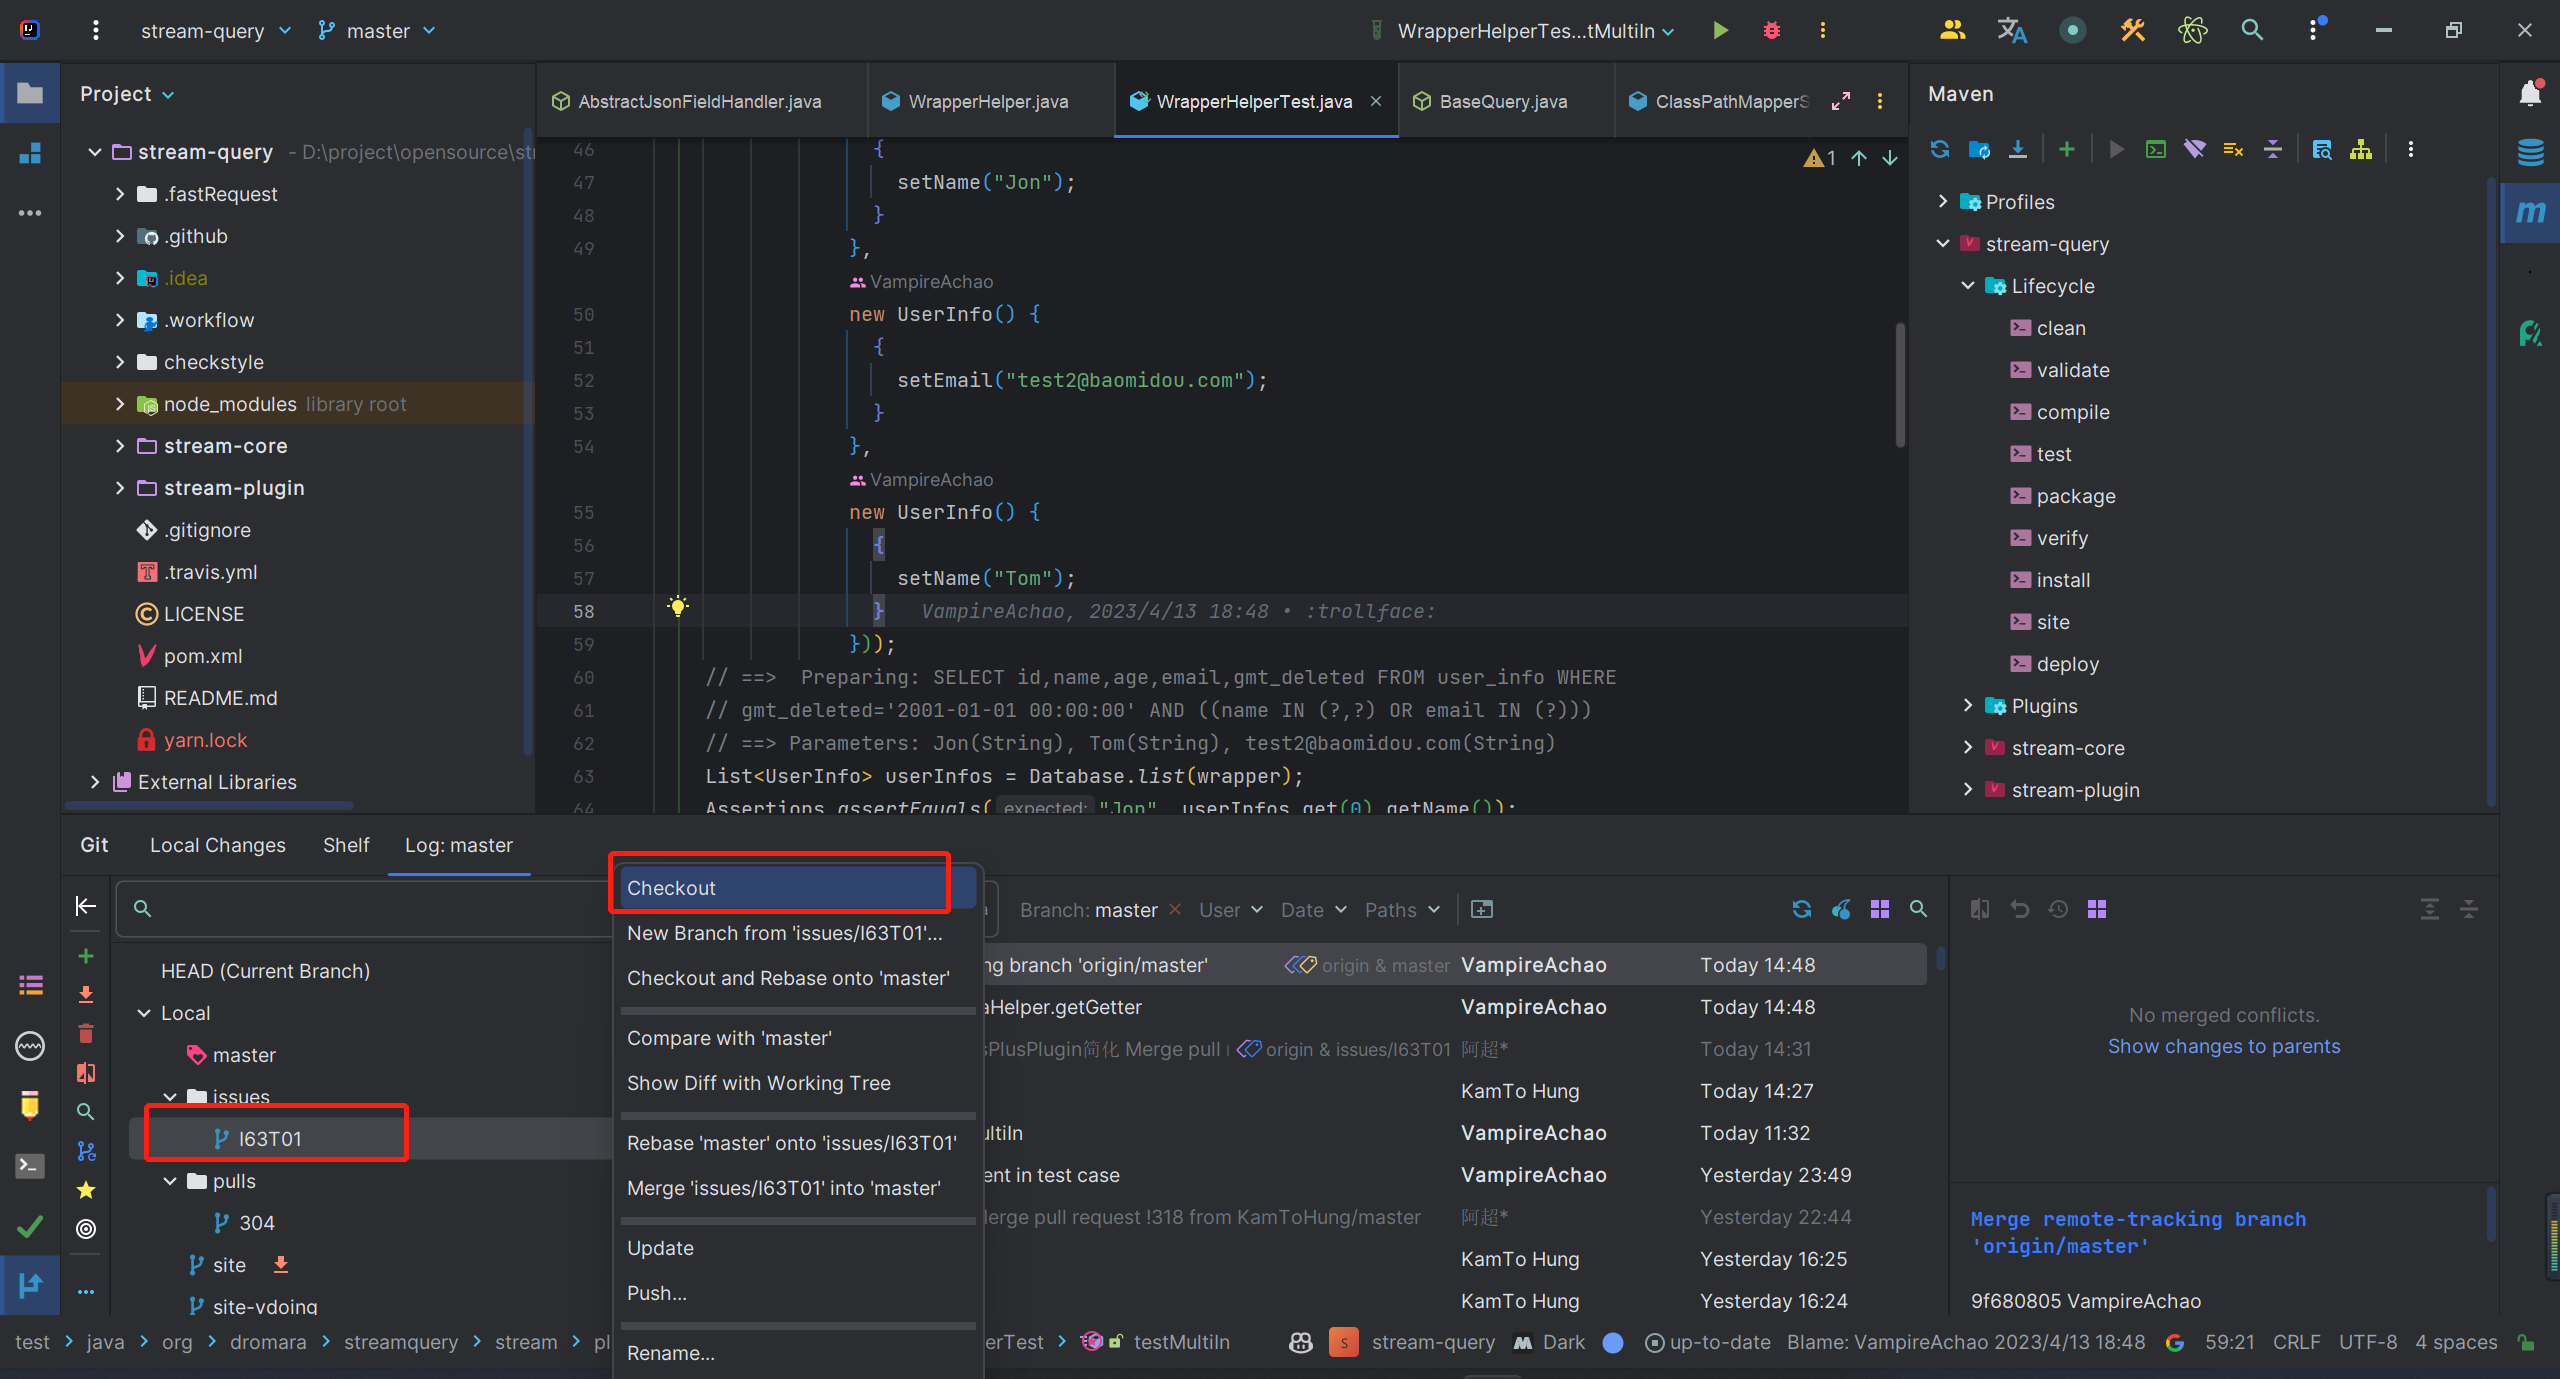 stream-query
master
WrapperHelperTes...tMultiIn
Project
stream-query - D:\project\opensource\str
.fastRequest
.github
.idea
.workflow
checkstyle
node_modules library root
stream-core
stream-plugin
.gitignore
.travis.yml
LICENSE
pom.xml
README.md
yarn.lock
External Libraries
AbstractJsonFieldHandler.java
WrapperHelper.java
WrapperHelperTest.java
BaseQuery.java
ClassPathMapperS
1
46 {
47 setName("Jon");
48 }
49 },
VampireAchao
50 new UserInfo() {
51 {
52 setEmail("test2@baomidou.com");
53 }
54 },
VampireAchao
55 new UserInfo() {
56 {
57 setName("Tom");
58 } VampireAchao, 2023/4/13 18:48 • :trollface:
59 }));
60 // ==>  Preparing: SELECT id,name,age,email,gmt_deleted FROM user_info WHERE
61 // gmt_deleted='2001-01-01 00:00:00' AND ((name IN (?,?) OR email IN (?)))
62 // ==> Parameters: Jon(String), Tom(String), test2@baomidou.com(String)
63 List<UserInfo> userInfos = Database.list(wrapper);
64 Assertions.assertEquals( expected: "Jon", userInfos.get(0).getName());
Maven
Profiles
stream-query
Lifecycle
clean
validate
compile
test
package
verify
install
site
deploy
Plugins
stream-core
stream-plugin
Git
Local Changes
Shelf
Log: master
HEAD (Current Branch)
Local
master
issues
I63T01
pulls
304
site
site-vdoing
Checkout
New Branch from 'issues/I63T01'...
Checkout and Rebase onto 'master'
Compare with 'master'
Show Diff with Working Tree
Rebase 'master' onto 'issues/I63T01'
Merge 'issues/I63T01' into 'master'
Update
Push...
Rename...
Branch: master
User
Date
Paths
ng branch 'origin/master' origin & master VampireAchao Today 14:48
aHelper.getGetter VampireAchao Today 14:48
sPlusPlugin简化 Merge pull origin & issues/I63T01 阿超* Today 14:31
KamTo Hung Today 14:27
ultiIn VampireAchao Today 11:32
ent in test case VampireAchao Yesterday 23:49
erge pull request !318 from KamToHung/master 阿超* Yesterday 22:44
KamTo Hung Yesterday 16:25
KamTo Hung Yesterday 16:24
No merged conflicts.
Show changes to parents
Merge remote-tracking branch
'origin/master'
9f680805 VampireAchao
test > java > org > dromara > streamquery > stream > pl
erTest > testMultiIn
S stream-query
Dark
up-to-date
Blame: VampireAchao 2023/4/13 18:48
59:21
CRLF
UTF-8
4 spaces